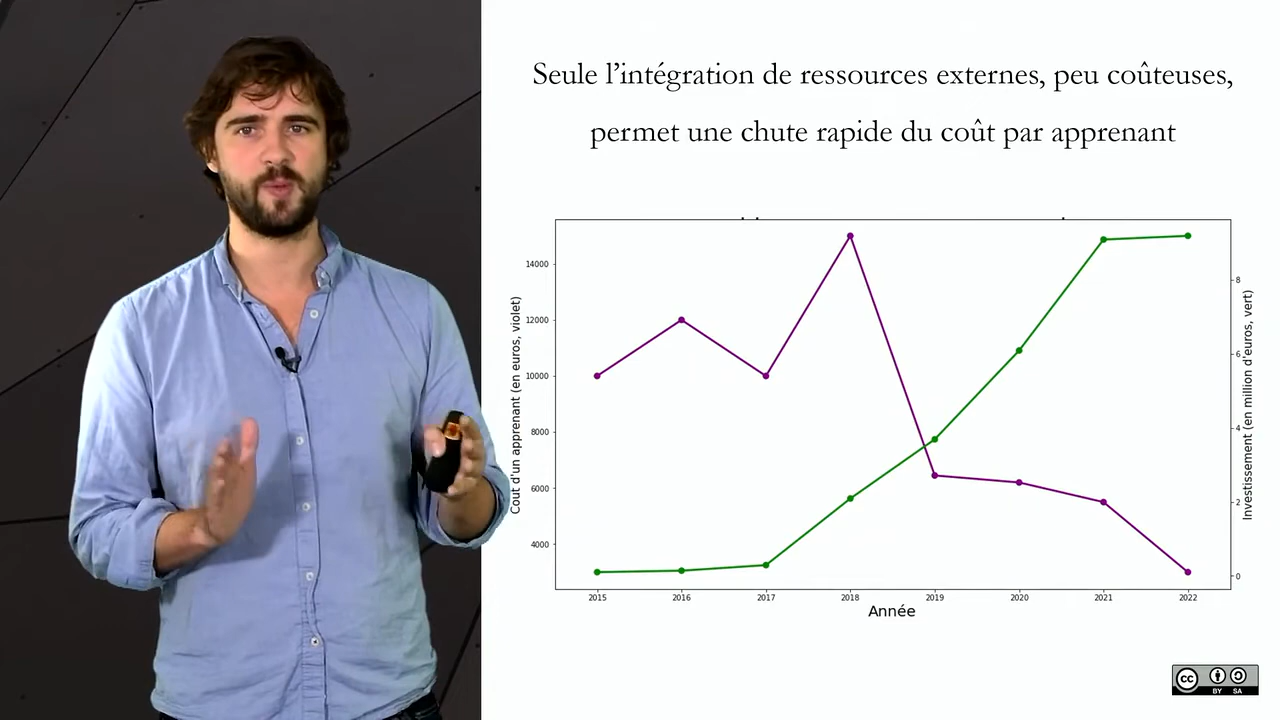 Seule l’intégration de ressources externes, peu coûteuses,
permet une chute rapide du coût par apprenant
Cout d'un apprenant (en euros, violet)
14000
12000
10000
8000
6000
4000
Investissement (en million d'euros, vert)
8
6
4
2
0
2015 2016 2017 2018 2019 2020 2021 2022
Année
cc
BY SA